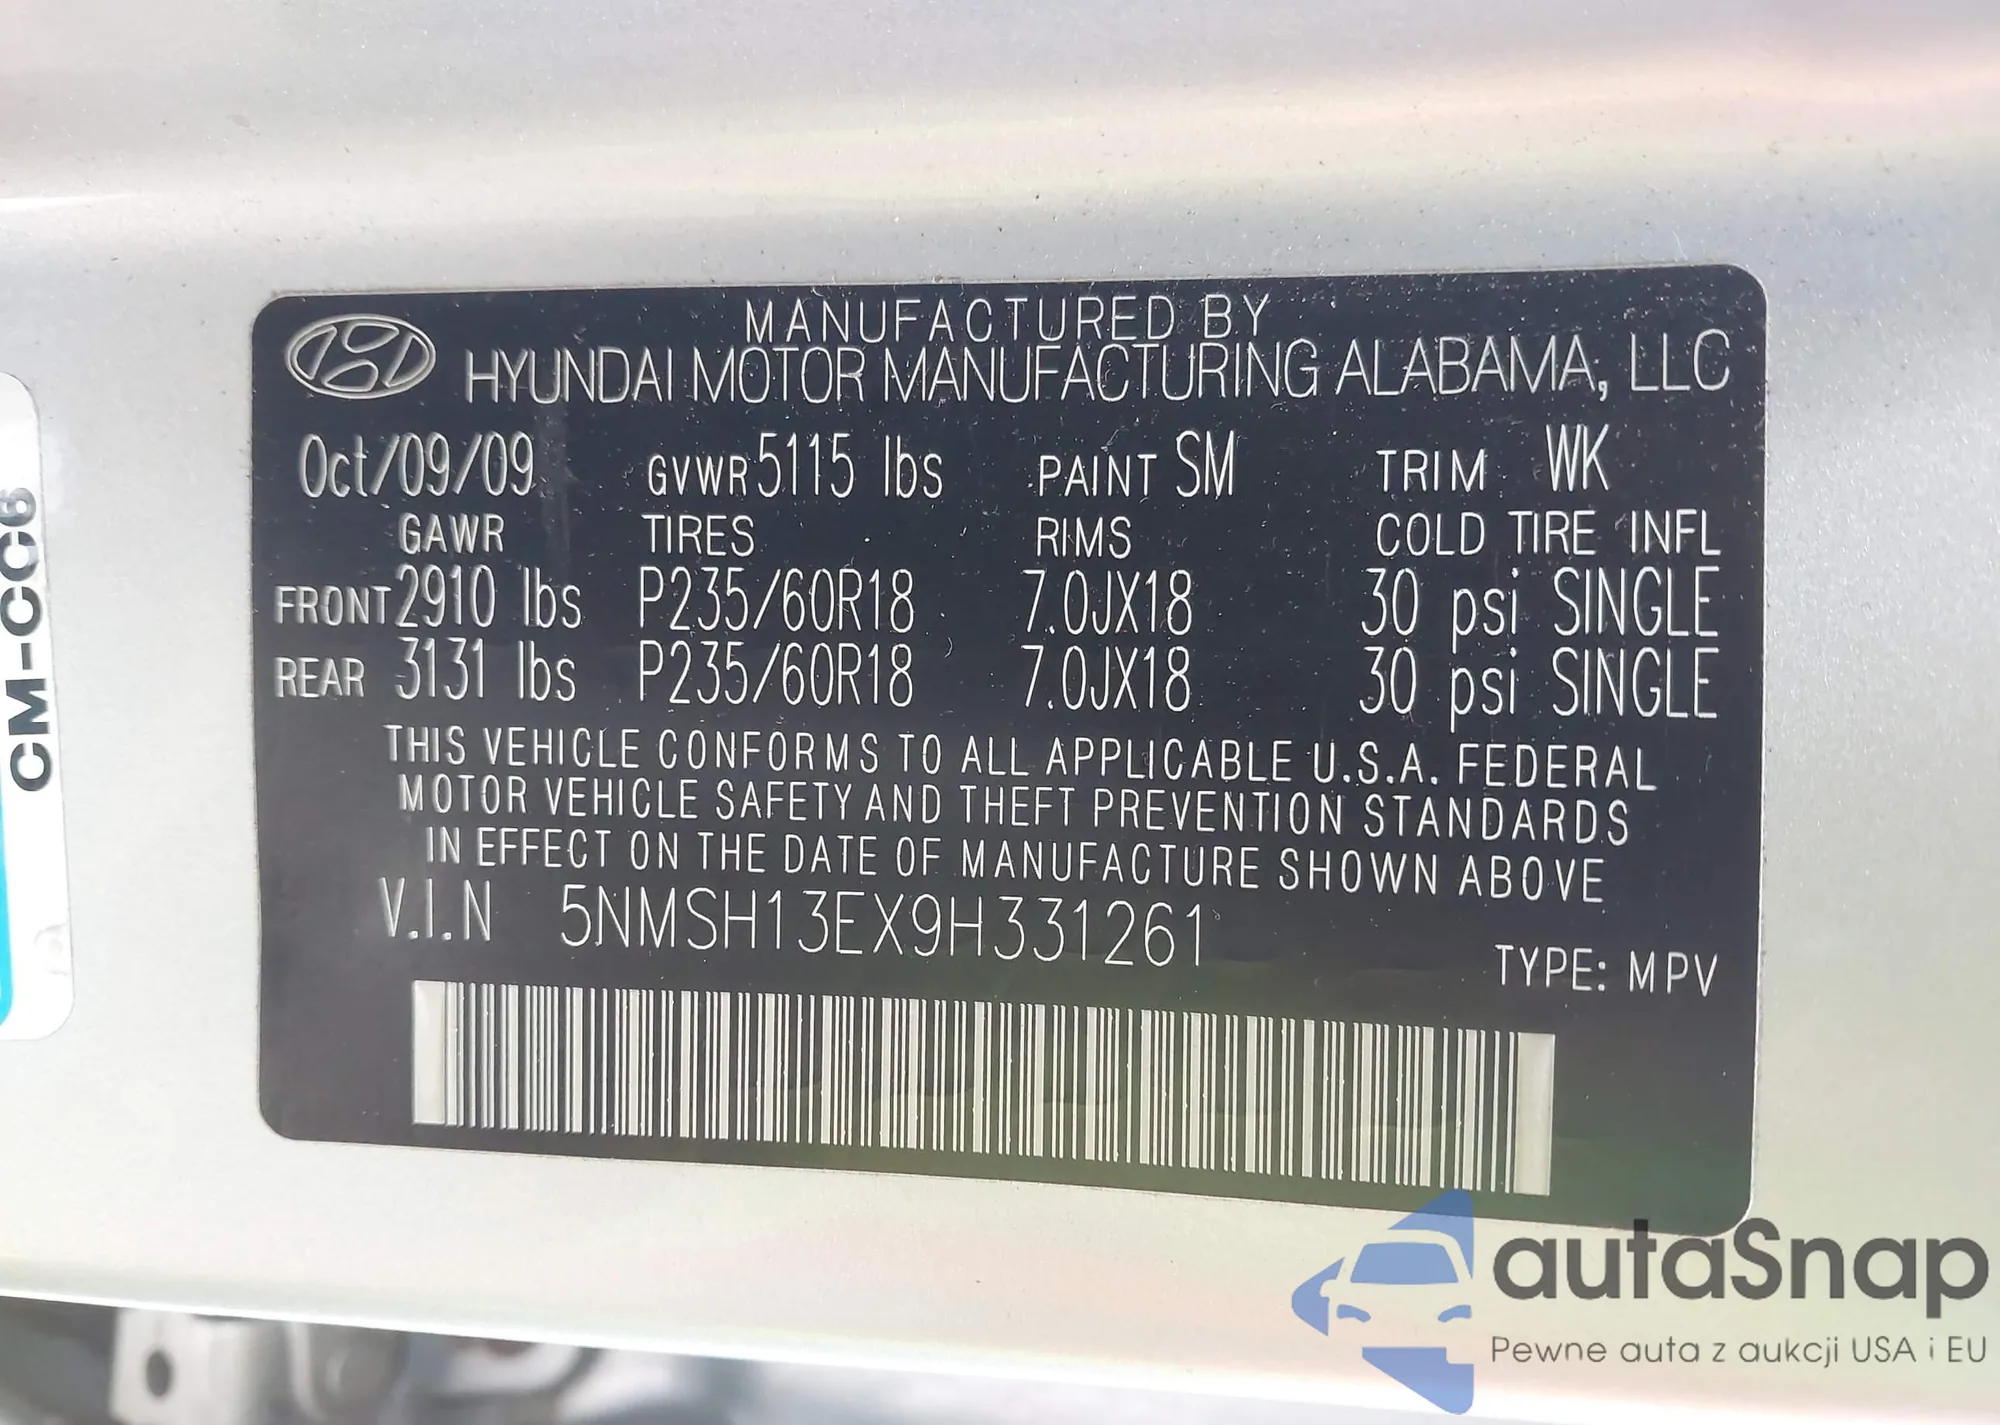 MANUFACTURED BY
HYUNDAI MOTOR MANUFACTURING ALABAMA, LLC
Oct/09/09 GVWR 5115 lbs PAINT SM TRIM WK
GAWR TIRES RIMS COLD TIRE INFL
FRONT 2910 lbs P235/60R18 7.0JX18 30 psi SINGLE
REAR 3131 lbs P235/60R18 7.0JX18 30 psi SINGLE
THIS VEHICLE CONFORMS TO ALL APPLICABLE U.S.A. FEDERAL
MOTOR VEHICLE SAFETY AND THEFT PREVENTION STANDARDS
IN EFFECT ON THE DATE OF MANUFACTURE SHOWN ABOVE
V.I.N 5NMSH13EX9H331261
TYPE: MPV
CM-CC6
autaSnap
Pewne auta z aukcji USA i EU